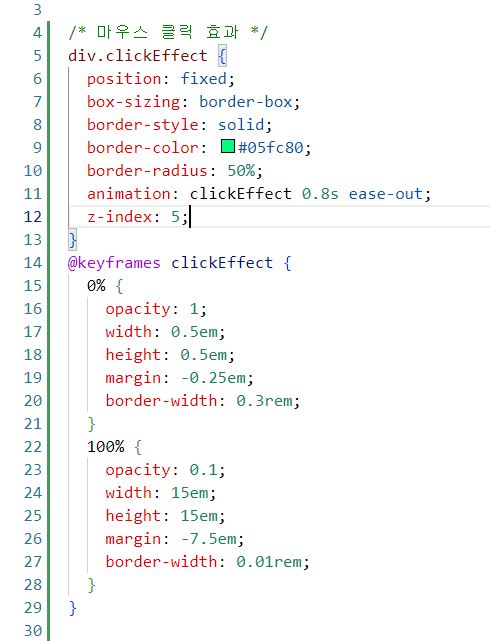 3
4 /* 마우스 클릭 효과 */
5 div.clickEffect {
6   position: fixed;
7   box-sizing: border-box;
8   border-style: solid;
9   border-color: #05fc80;
10   border-radius: 50%;
11   animation: clickEffect 0.8s ease-out;
12   z-index: 5;
13 }
14 @keyframes clickEffect {
15   0% {
16     opacity: 1;
17     width: 0.5em;
18     height: 0.5em;
19     margin: -0.25em;
20     border-width: 0.3rem;
21   }
22   100% {
23     opacity: 0.1;
24     width: 15em;
25     height: 15em;
26     margin: -7.5em;
27     border-width: 0.01rem;
28   }
29 }
30